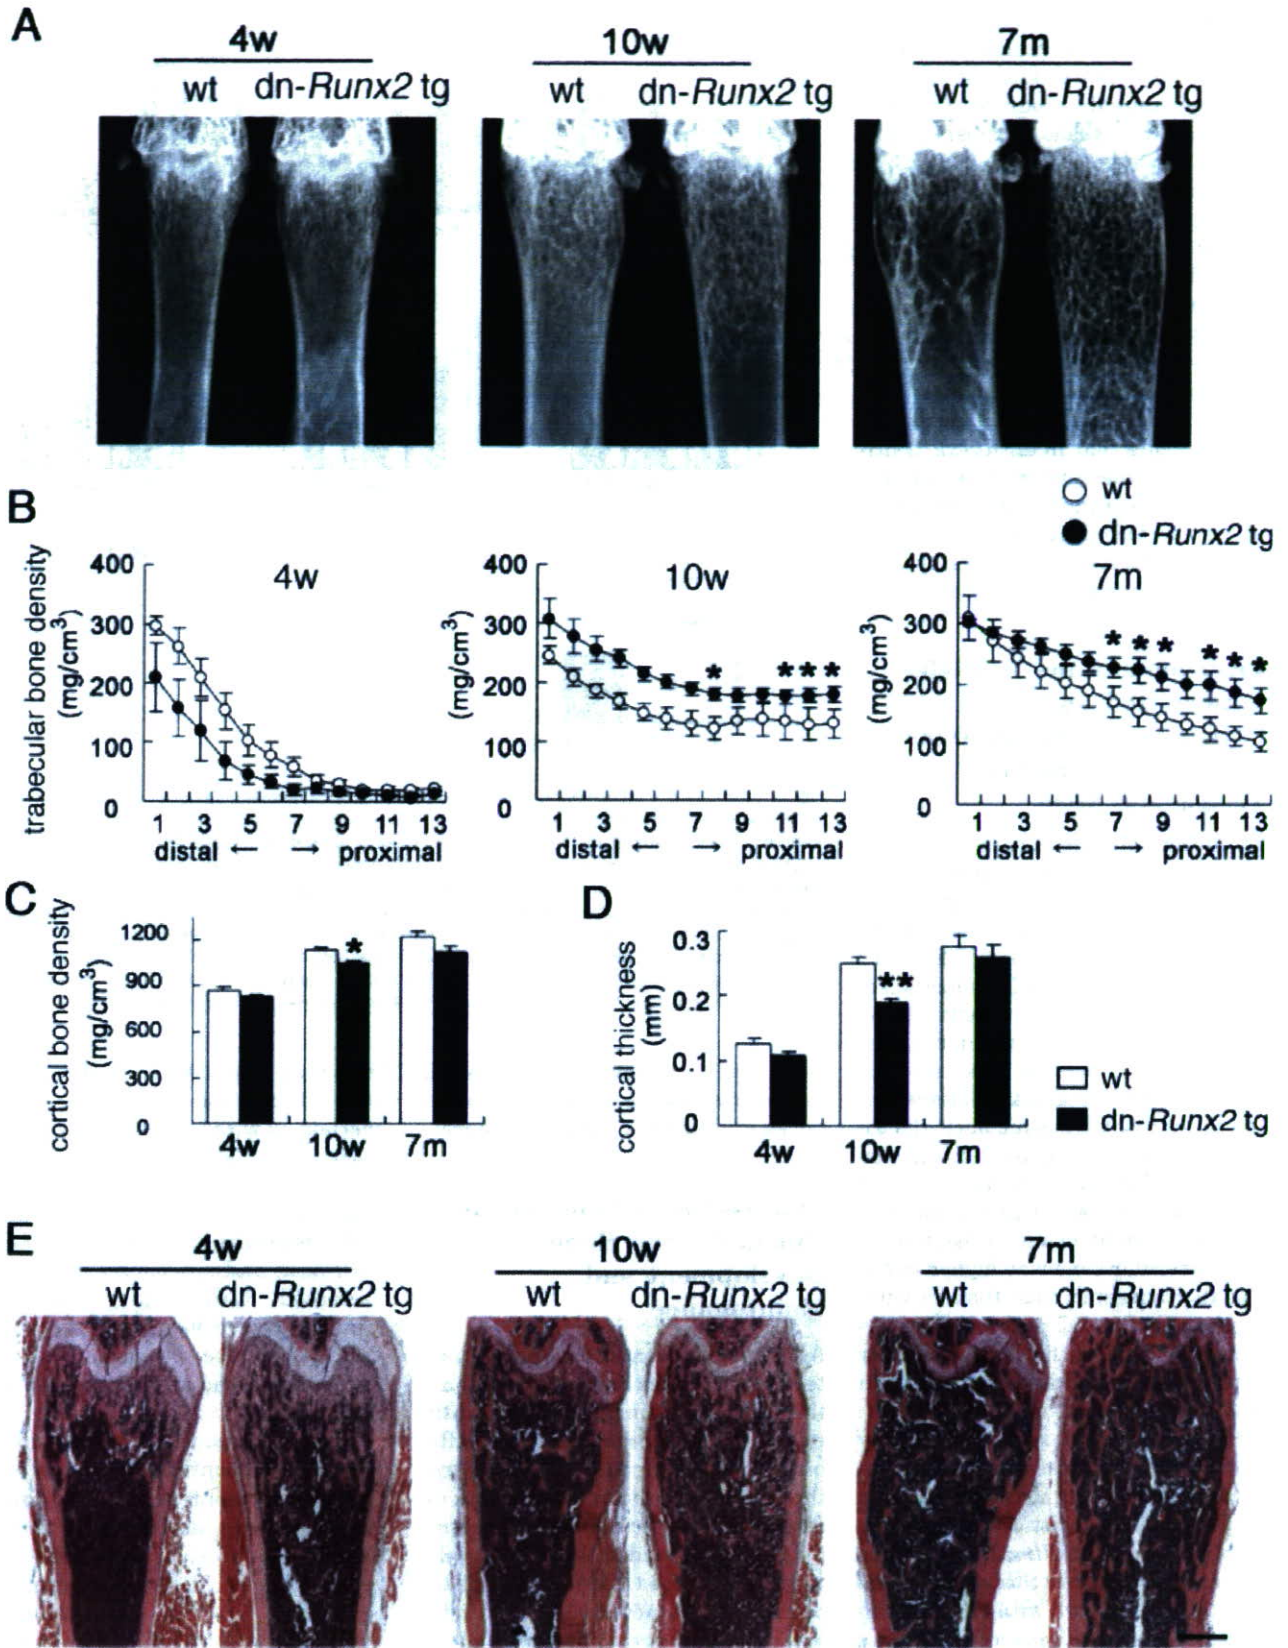 A
4w 10w 7m
wt dn-Runx2 tg wt dn-Runx2 tg wt dn-Runx2 tg
B
wt
dn-Runx2 tg
trabecular bone density
(mg/cm3)
400
300
200
100
0
4w
1 3 5 7 9 11 13
distal ← → proximal
(mg/cm3)
400
300
200
100
0
10w
*
* * *
1 3 5 7 9 11 13
distal ← → proximal
(mg/cm3)
400
300
200
100
0
7m
* * * * * *
1 3 5 7 9 11 13
distal ← → proximal
C
cortical bone density
(mg/cm3)
1200
900
600
300
0
*
4w 10w 7m
D
cortical thickness
(mm)
0.3
0.2
0.1
0
**
4w 10w 7m
wt
dn-Runx2 tg
E
4w 10w 7m
wt dn-Runx2 tg wt dn-Runx2 tg wt dn-Runx2 tg